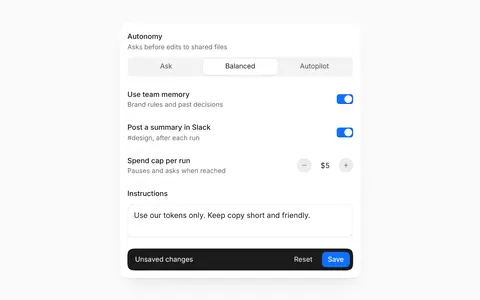 Autonomy
Asks before edits to shared files
Ask Balanced Autopilot
Use team memory
Brand rules and past decisions
Post a summary in Slack
#design, after each run
Spend cap per run
Pauses and asks when reached
− $5 +
Instructions
Use our tokens only. Keep copy short and friendly.
Unsaved changes Reset Save